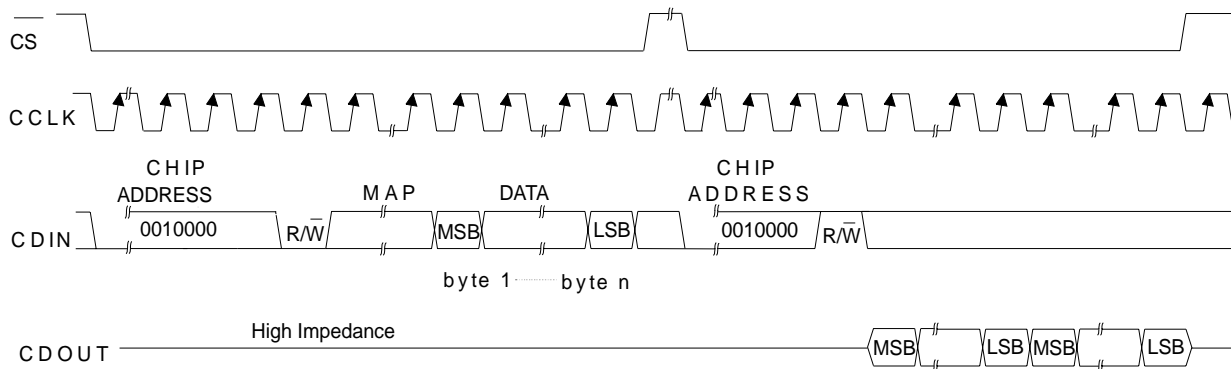 CS
CCLK
CHIP
ADDRESS
MAP
DATA
CHIP
ADDRESS
CDIN
0010000
R/W
MSB
LSB
0010000
R/W
byte 1
byte n
High Impedance
CDOUT
MSB
LSB
MSB
LSB